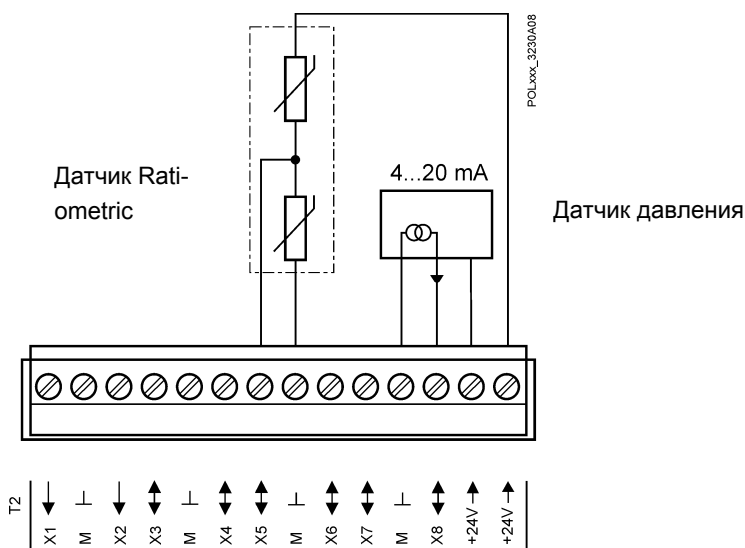 POLxxx_3230A08
Датчик Rati-
ometric
4...20 mA
Датчик давления
T2
X1
M
X2
X3
M
X4
X5
M
X6
X7
M
X8
+24V
+24V